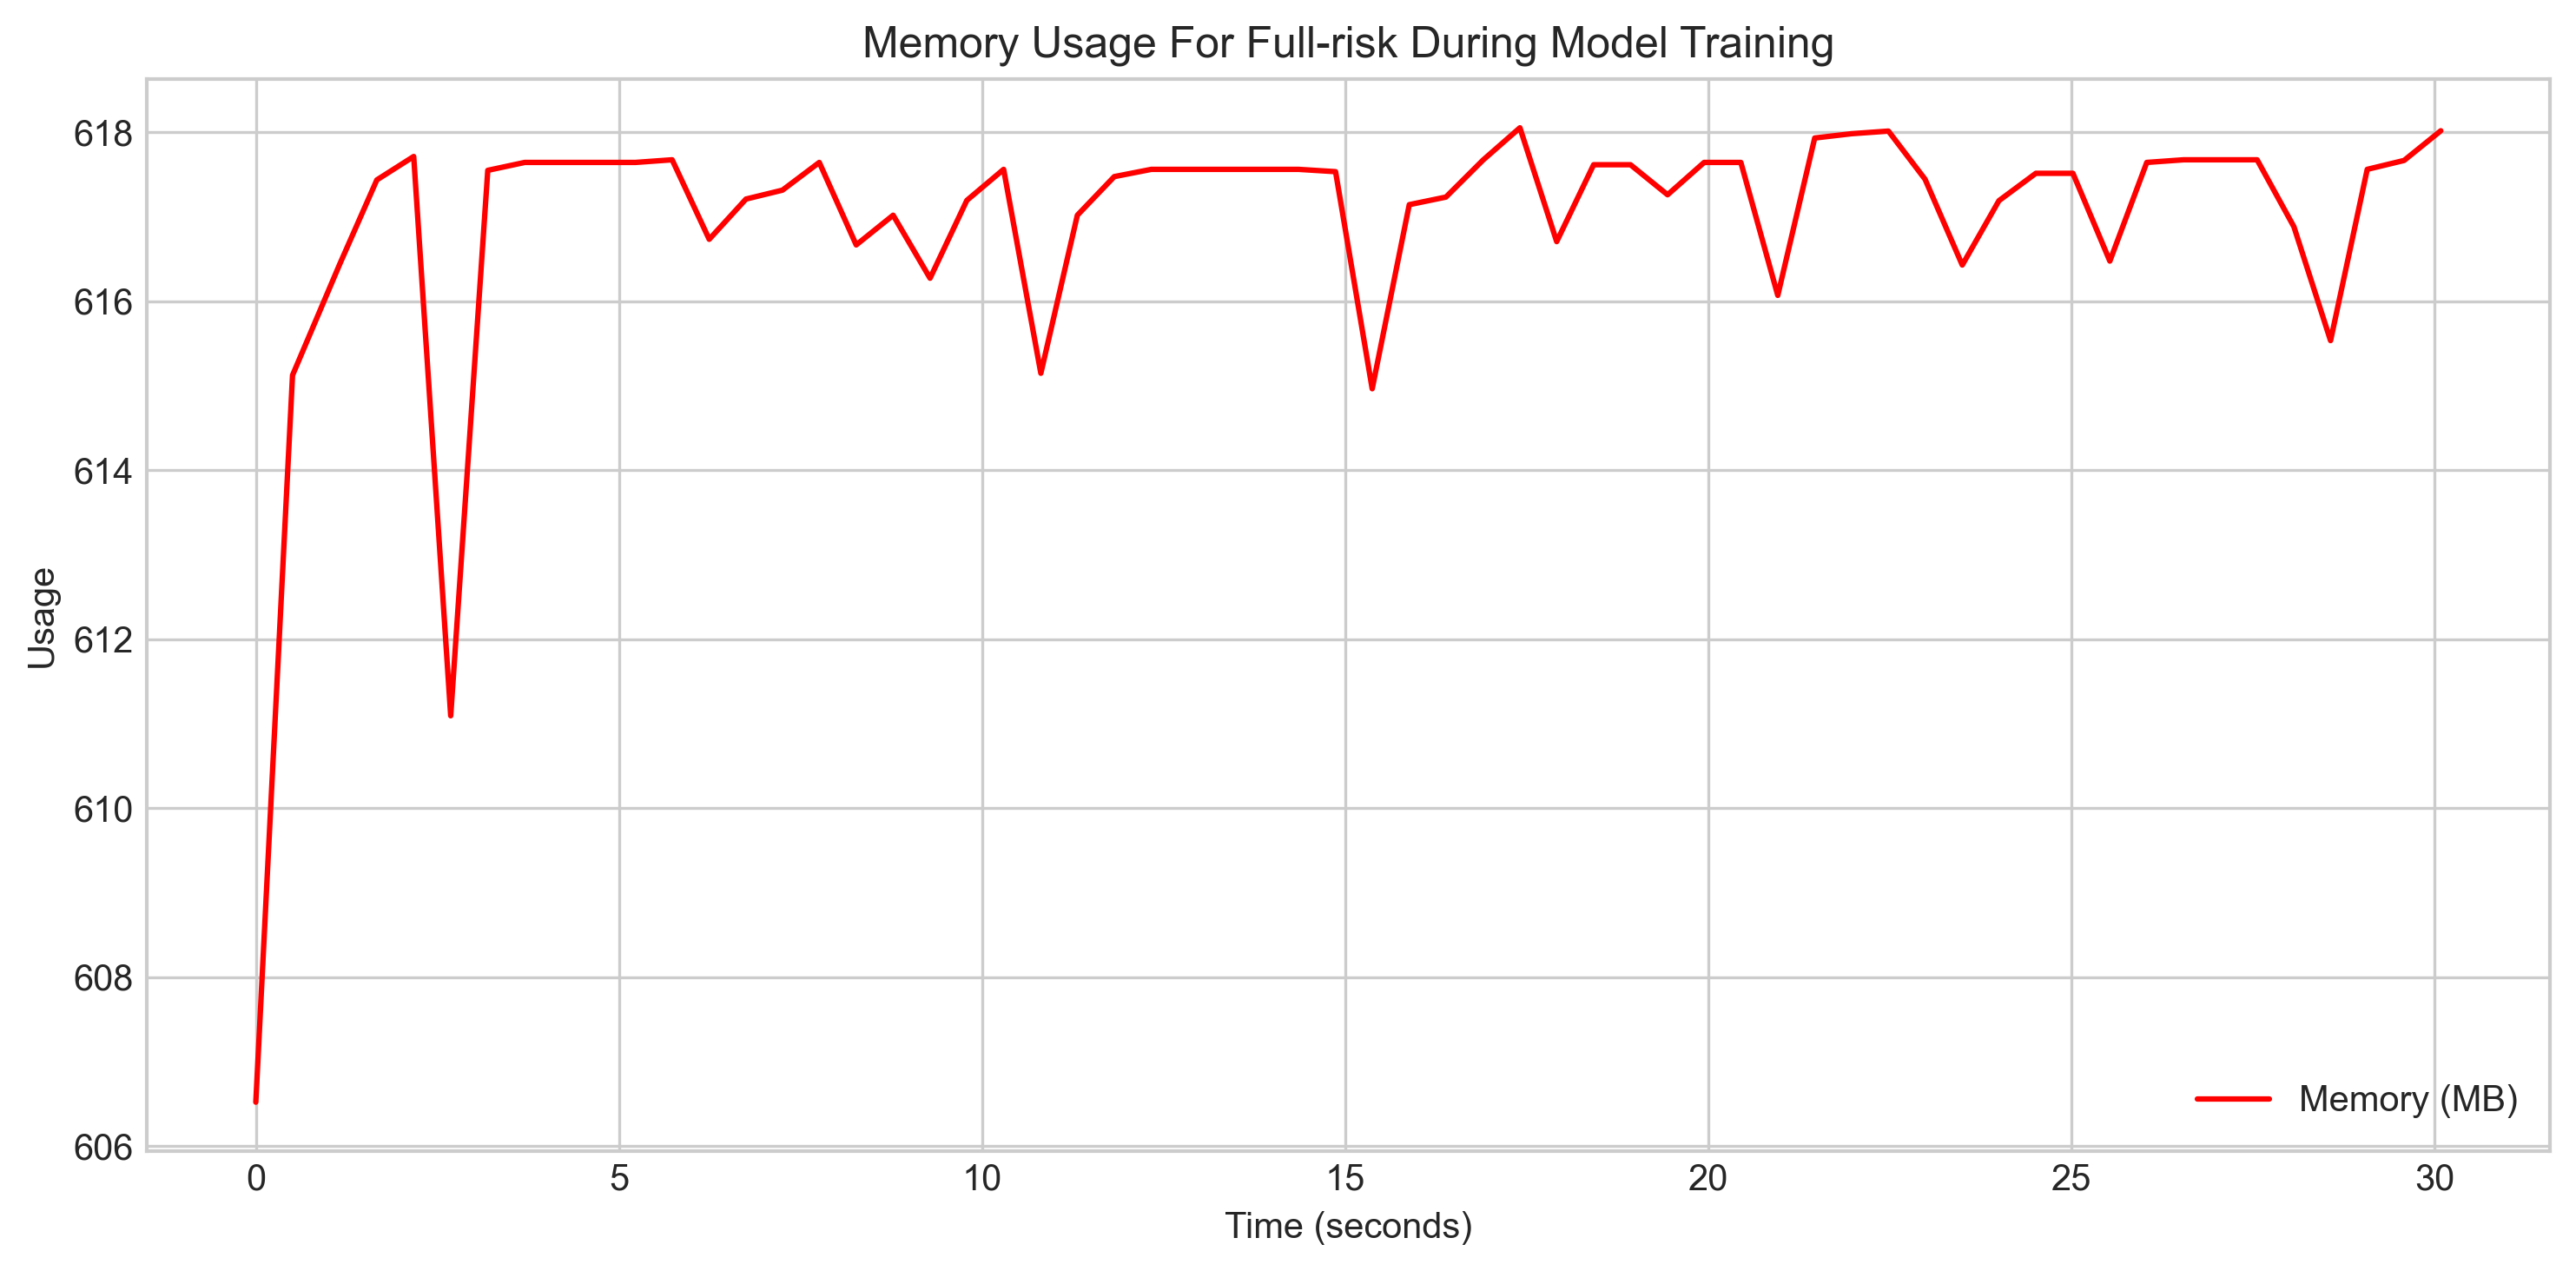 Memory Usage For Full-risk During Model Training
618
616
614
612
610
608
606
Usage
Memory (MB)
0 5 10 15 20 25 30
Time (seconds)